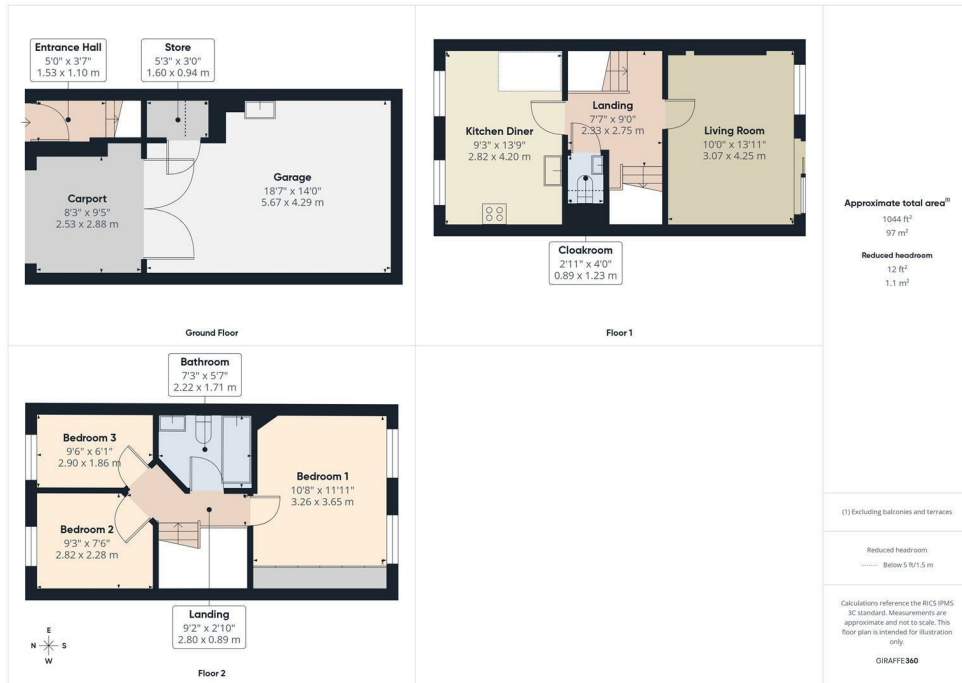 Entrance Hall
5'0" x 3'7"
1.53 x 1.10 m
Store
5'3" x 3'0"
1.60 x 0.94 m
Garage
18'7" x 14'0"
5.67 x 4.29 m
Carport
8'3" x 9'5"
2.53 x 2.88 m
Ground Floor
Kitchen Diner
9'3" x 13'9"
2.82 x 4.20 m
Landing
7'7" x 9'0"
2.33 x 2.75 m
Living Room
10'0" x 13'11"
3.07 x 4.25 m
Cloakroom
2'11" x 4'0"
0.89 x 1.23 m
Floor 1
Bathroom
7'3" x 5'7"
2.22 x 1.71 m
Bedroom 3
9'6" x 6'1"
2.90 x 1.86 m
Bedroom 1
10'8" x 11'11"
3.26 x 3.65 m
Bedroom 2
9'3" x 7'6"
2.82 x 2.28 m
Landing
9'2" x 2'10"
2.80 x 0.89 m
E
N S
W
Floor 2
Approximate total area(1)
1044 ft²
97 m²
Reduced headroom
12 ft²
1.1 m²
(1) Excluding balconies and terraces
Reduced headroom
Below 5 ft/1.5 m
Calculations reference the RICS IPMS
3C standard. Measurements are
approximate and not to scale. This
floor plan is intended for illustration
only.
GIRAFFE360